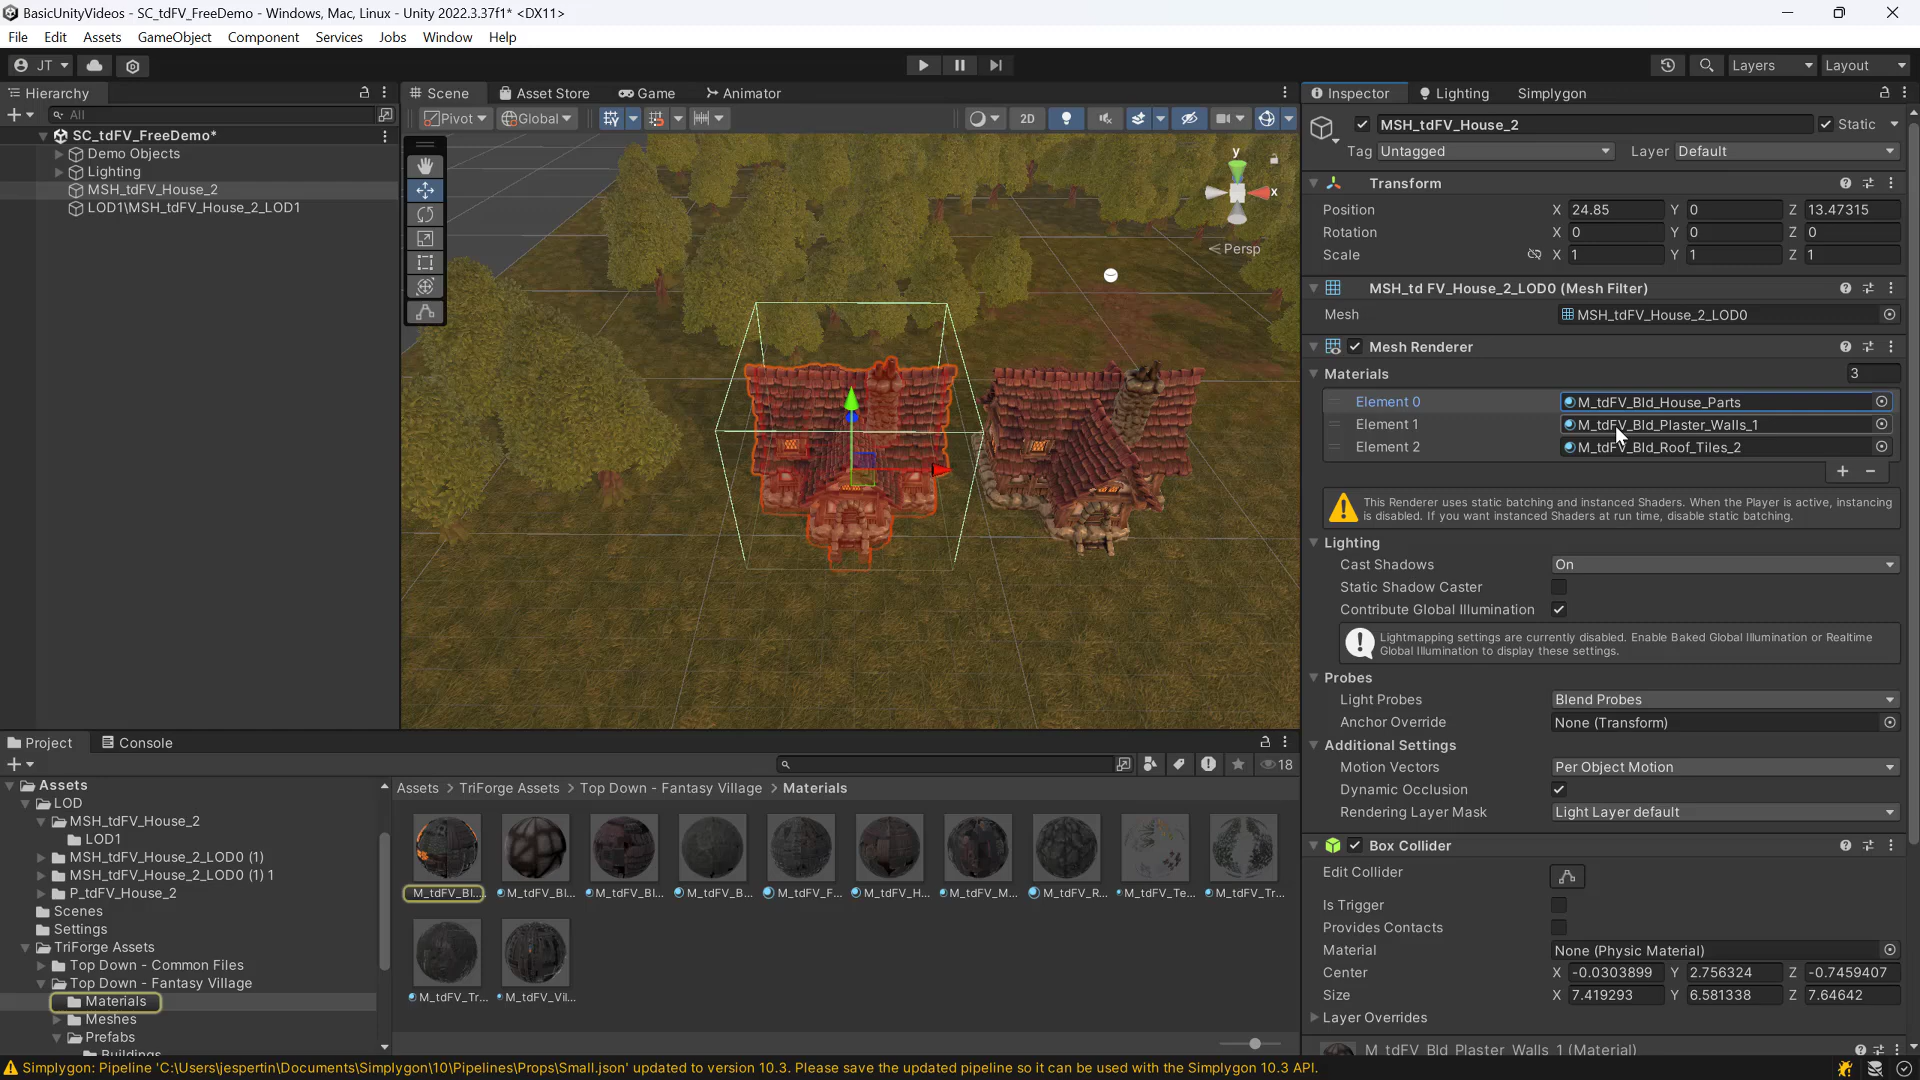 BasicUnityVideos - SC_tdFV_FreeDemo - Windows, Mac, Linux - Unity 2022.3.37f1* <DX11>
File Edit Assets GameObject Component Services Jobs Window Help
JT Layers Layout
Hierarchy
All
SC_tdFV_FreeDemo*
Demo Objects
Lighting
MSH_tdFV_House_2
LOD1\MSH_tdFV_House_2_LOD1
Scene Asset Store Game Animator
Pivot Global 2D
y
x
Persp
Inspector Lighting Simplygon
MSH_tdFV_House_2 Static
Tag Untagged Layer Default
Transform
Position X 24.85 Y 0 Z 13.47315
Rotation X 0 Y 0 Z 0
Scale X 1 Y 1 Z 1
MSH_td FV_House_2_LOD0 (Mesh Filter)
Mesh MSH_tdFV_House_2_LOD0
Mesh Renderer
Materials 3
Element 0 M_tdFV_Bld_House_Parts
Element 1 M_tdFV_Bld_Plaster_Walls_1
Element 2 M_tdFV_Bld_Roof_Tiles_2
This Renderer uses static batching and instanced Shaders. When the Player is active, instancing
is disabled. If you want instanced Shaders at run time, disable static batching.
Lighting
Cast Shadows On
Static Shadow Caster
Contribute Global Illumination
Lightmapping settings are currently disabled. Enable Baked Global Illumination or Realtime
Global Illumination to display these settings.
Probes
Light Probes Blend Probes
Anchor Override None (Transform)
Additional Settings
Motion Vectors Per Object Motion
Dynamic Occlusion
Rendering Layer Mask Light Layer default
Box Collider
Edit Collider
Is Trigger
Provides Contacts
Material None (Physic Material)
Center X -0.0303899 Y 2.756324 Z -0.7459407
Size X 7.419293 Y 6.581338 Z 7.64642
Layer Overrides
M_tdFV_Bld_Plaster_Walls_1 (Material)
Project Console
18
Assets
LOD
MSH_tdFV_House_2
LOD1
MSH_tdFV_House_2_LOD0 (1)
MSH_tdFV_House_2_LOD0 (1) 1
P_tdFV_House_2
Scenes
Settings
TriForge Assets
Top Down - Common Files
Top Down - Fantasy Village
Materials
Meshes
Prefabs
Buildings
Assets > TriForge Assets > Top Down - Fantasy Village > Materials
M_tdFV_Bl... M_tdFV_Bl... M_tdFV_Bl... M_tdFV_B... M_tdFV_F... M_tdFV_H... M_tdFV_M... M_tdFV_R... M_tdFV_Te... M_tdFV_Tr...
M_tdFV_Tr... M_tdFV_Vil...
Simplygon: Pipeline 'C:\Users\jespertin\Documents\Simplygon\10\Pipelines\Props\Small.json' updated to version 10.3. Please save the updated pipeline so it can be used with the Simplygon 10.3 API.